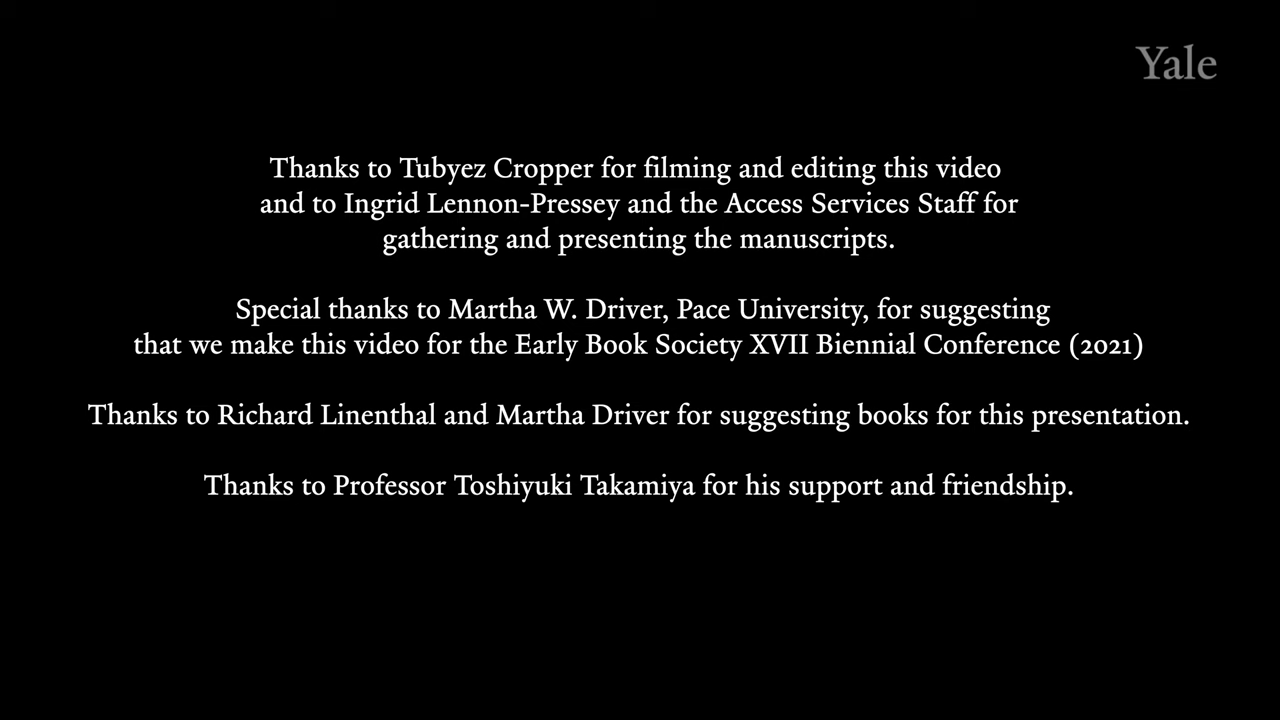 Yale
Thanks to Tubyez Cropper for filming and editing this video
and to Ingrid Lennon-Pressey and the Access Services Staff for
gathering and presenting the manuscripts.
Special thanks to Martha W. Driver, Pace University, for suggesting
that we make this video for the Early Book Society XVII Biennial Conference (2021)
Thanks to Richard Linenthal and Martha Driver for suggesting books for this presentation.
Thanks to Professor Toshiyuki Takamiya for his support and friendship.